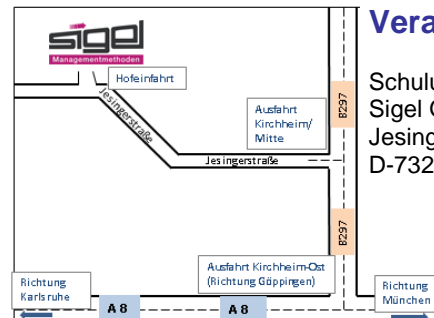 sigel
Managementmethoden
Hofeinfahrt
Jesingerstraße
Ausfahrt
Kirchheim/
Mitte
B297
Jesingerstraße
B297
Ausfahrt Kirchheim-Ost
(Richtung Göppingen)
Richtung
Karlsruhe
A 8
A 8
Richtung
München
Vera
Schulu
Sigel
Jesing
D-732